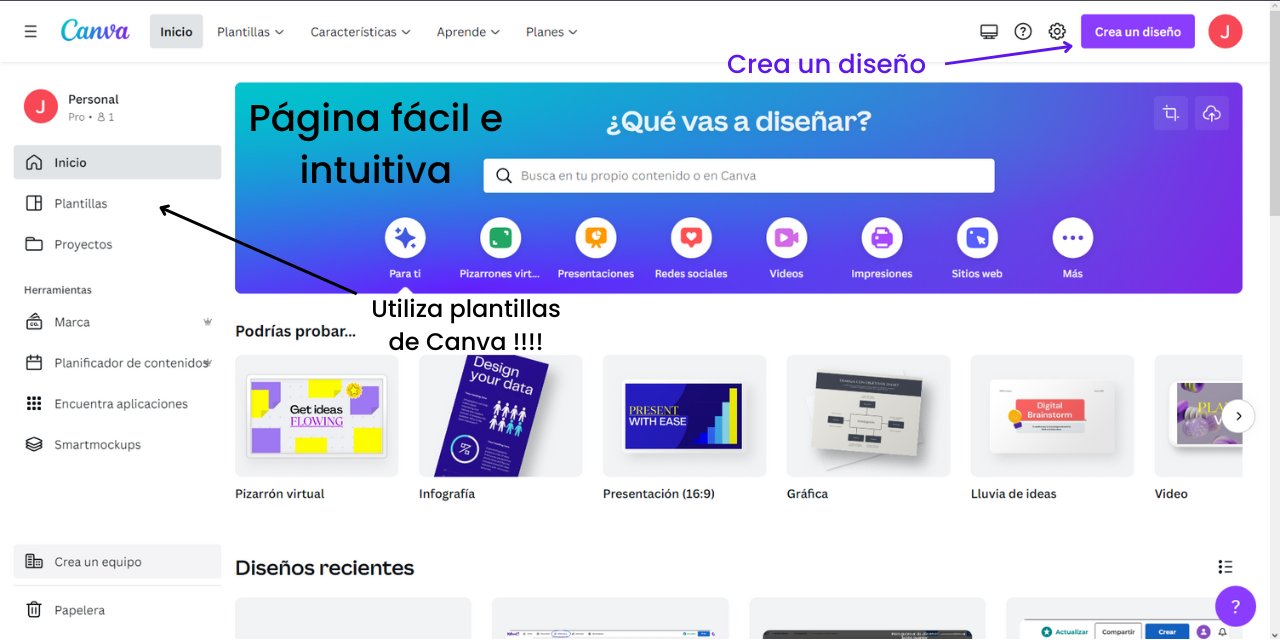 Canva
Inicio
Plantillas
Características
Aprende
Planes
Crea un diseño
J
Crea un diseño
J
Personal
Pro • 1
Inicio
Plantillas
Proyectos
Herramientas
Marca
Planificador de contenidos
Encuentra aplicaciones
Smartmockups
Crea un equipo
Papelera
Página fácil e
intuitiva
¿Qué vas a diseñar?
Busca en tu propio contenido o en Canva
Para ti
Pizarrones virt...
Presentaciones
Redes sociales
Videos
Impresiones
Sitios web
Más
Utiliza plantillas
de Canva !!!!
Podrías probar...
Get ideas
FLOWING
Design
your data
PRESENT
WITH EASE
Digital
Brainstorm
Pizarrón virtual
Infografía
Presentación (16:9)
Gráfica
Lluvia de ideas
Video
Diseños recientes
?
Actualizar
Compartir
Crear